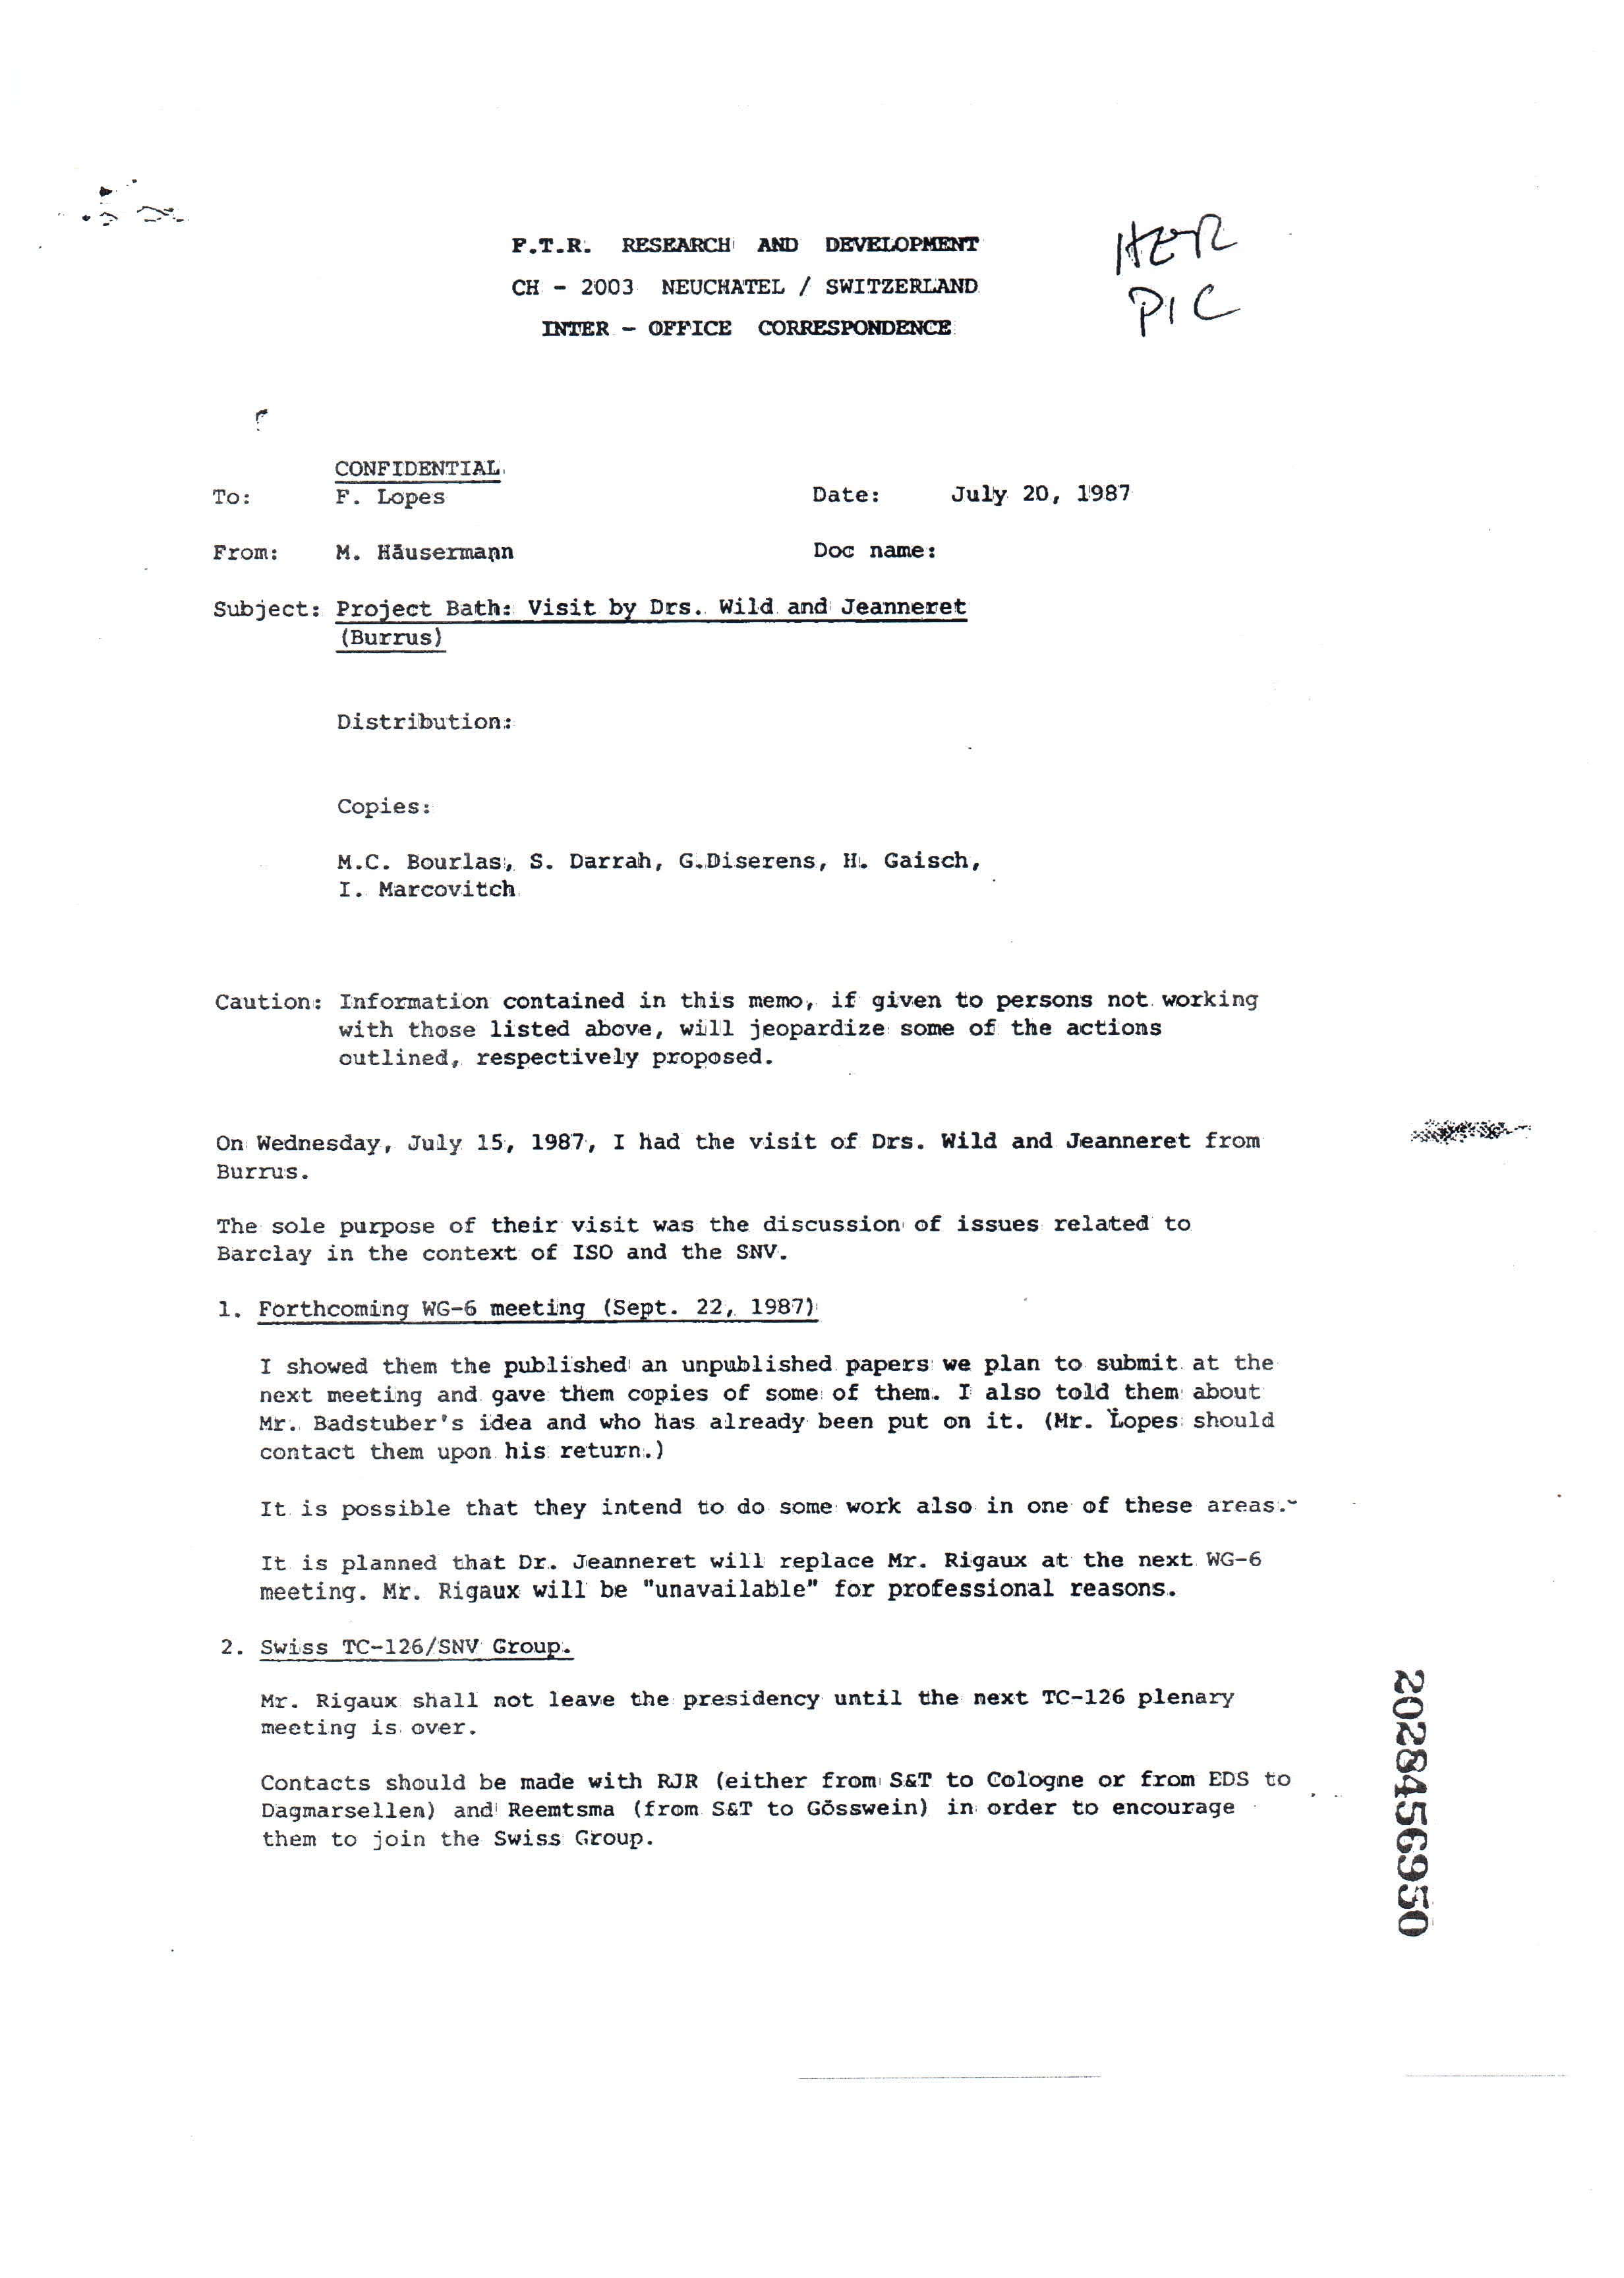 HER
PIC
F.T.R. RESEARCH AND DEVELOPMENT
CH - 2003 NEUCHATEL / SWITZERLAND
INTER - OFFICE CORRESPONDENCE
CONFIDENTIAL
To: F. Lopes Date: July 20, 1987
From: M. Häusermann Doc name:
Subject: Project Bath: Visit by Drs. Wild and Jeanneret
(Burrus)
Distribution:
Copies:
M.C. Bourlas, S. Darrah, G.Diserens, H. Gaisch,
I. Marcovitch
Caution: Information contained in this memo, if given to persons not working
with those listed above, will jeopardize some of the actions
outlined, respectively proposed.
On Wednesday, July 15, 1987, I had the visit of Drs. Wild and Jeanneret from
Burrus.
The sole purpose of their visit was the discussion of issues related to
Barclay in the context of ISO and the SNV.
1. Forthcoming WG-6 meeting (Sept. 22, 1987)
I showed them the published an unpublished papers we plan to submit at the
next meeting and gave them copies of some of them. I also told them about
Mr. Badstuber's idea and who has already been put on it. (Mr. Lopes should
contact them upon his return.)
It is possible that they intend to do some work also in one of these areas.
It is planned that Dr. Jeanneret will replace Mr. Rigaux at the next WG-6
meeting. Mr. Rigaux will be "unavailable" for professional reasons.
2. Swiss TC-126/SNV Group.
Mr. Rigaux shall not leave the presidency until the next TC-126 plenary
meeting is over.
Contacts should be made with RJR (either from S&T to Cologne or from EDS to
Dagmarsellen) and Reemtsma (from S&T to Gösswein) in order to encourage
them to join the Swiss Group.
2028456950